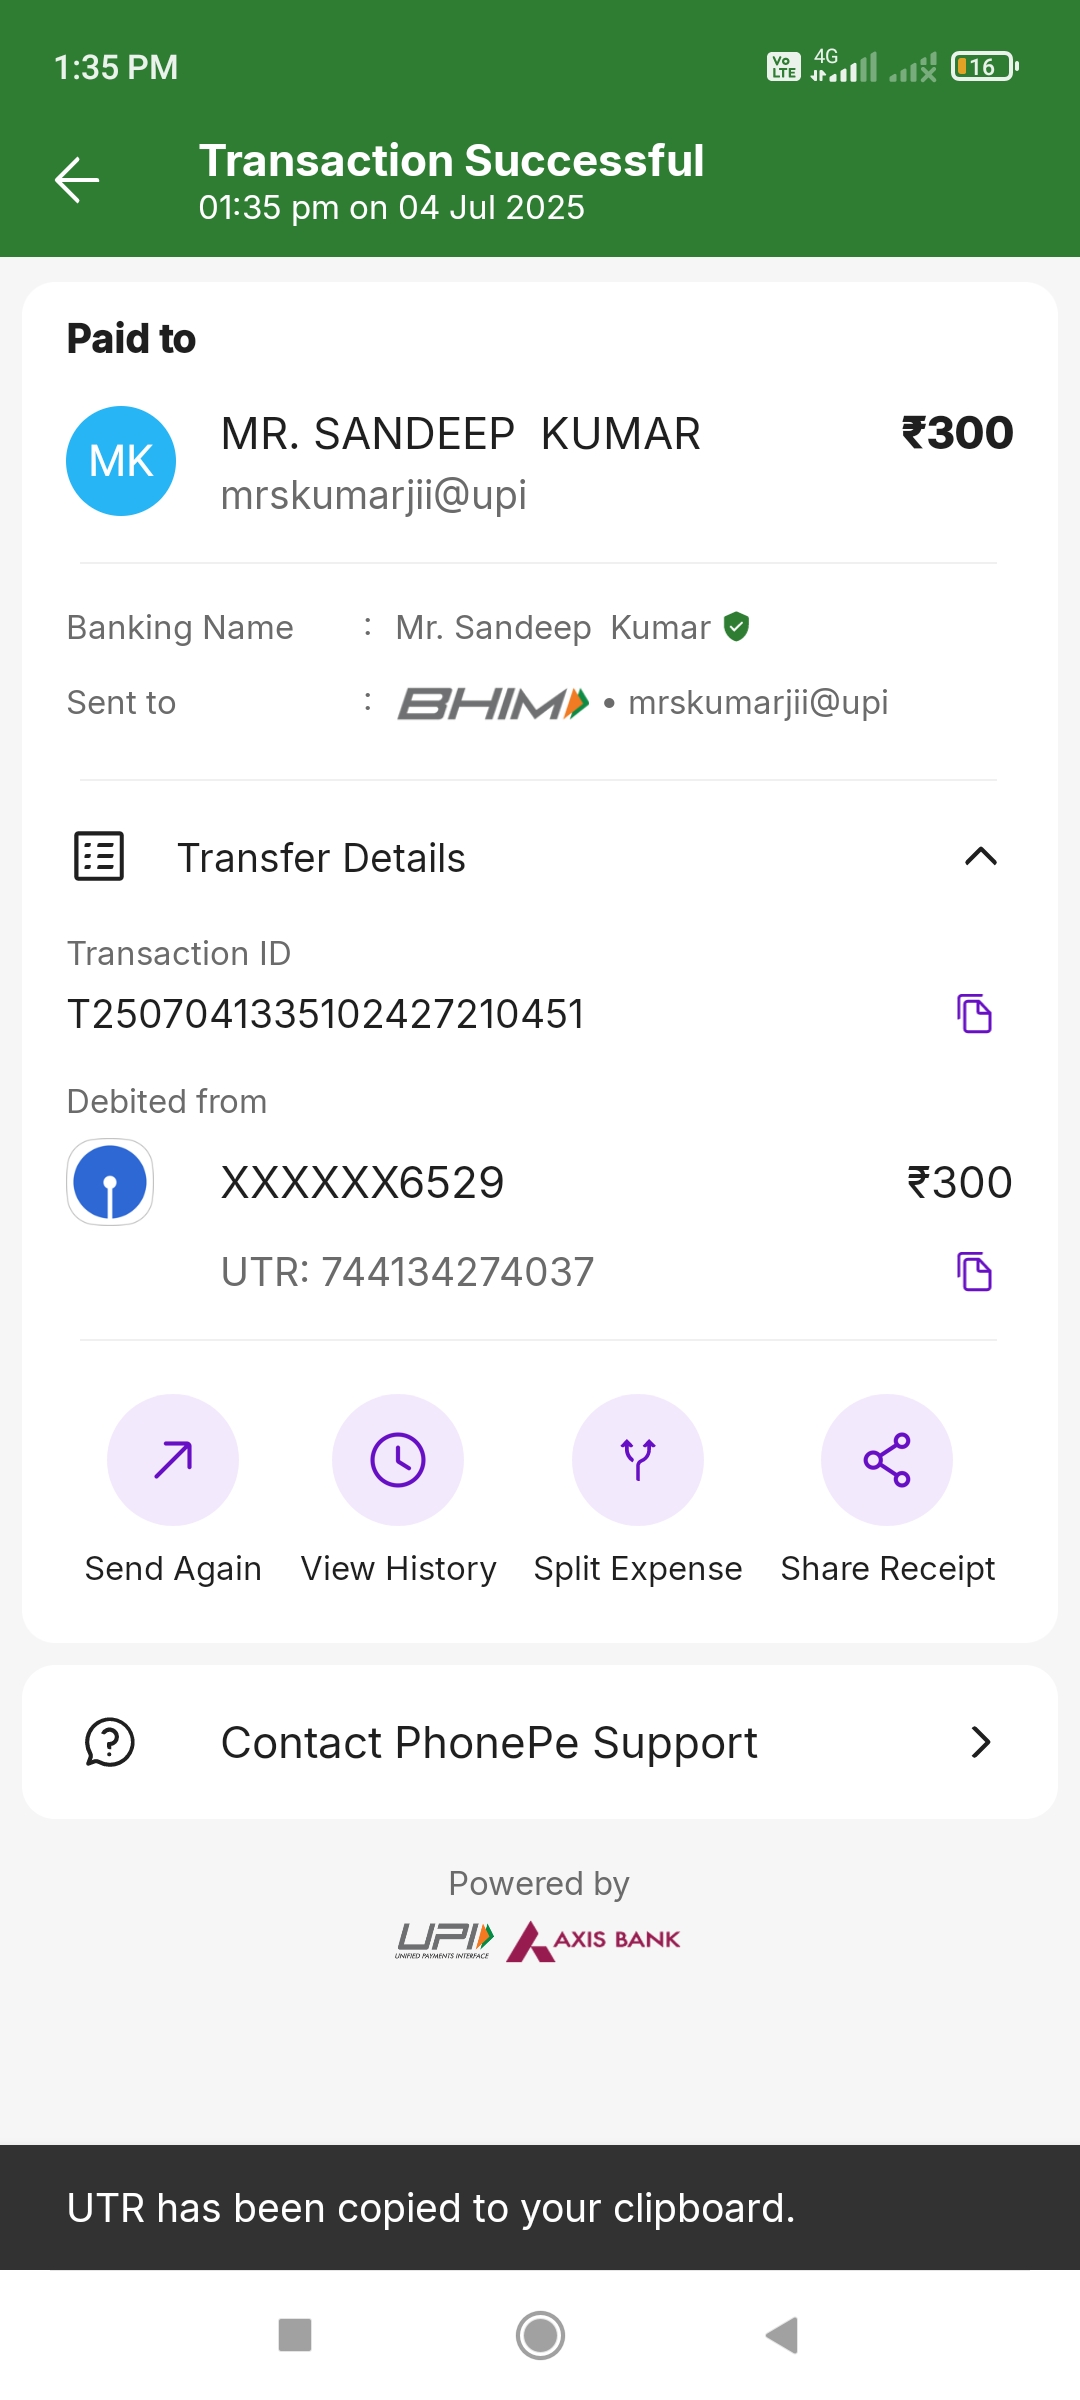 1:35 PM
Vo LTE 4G 16
Transaction Successful
01:35 pm on 04 Jul 2025
Paid to
MK
MR. SANDEEP  KUMAR ₹300
mrskumarjii@upi
Banking Name : Mr. Sandeep  Kumar
Sent to : BHIM • mrskumarjii@upi
Transfer Details
Transaction ID
T2507041335102427210451
Debited from
XXXXXX6529 ₹300
UTR: 744134274037
Send Again View History Split Expense Share Receipt
Contact PhonePe Support
Powered by
UPI AXIS BANK
UNIFIED PAYMENTS INTERFACE
UTR has been copied to your clipboard.